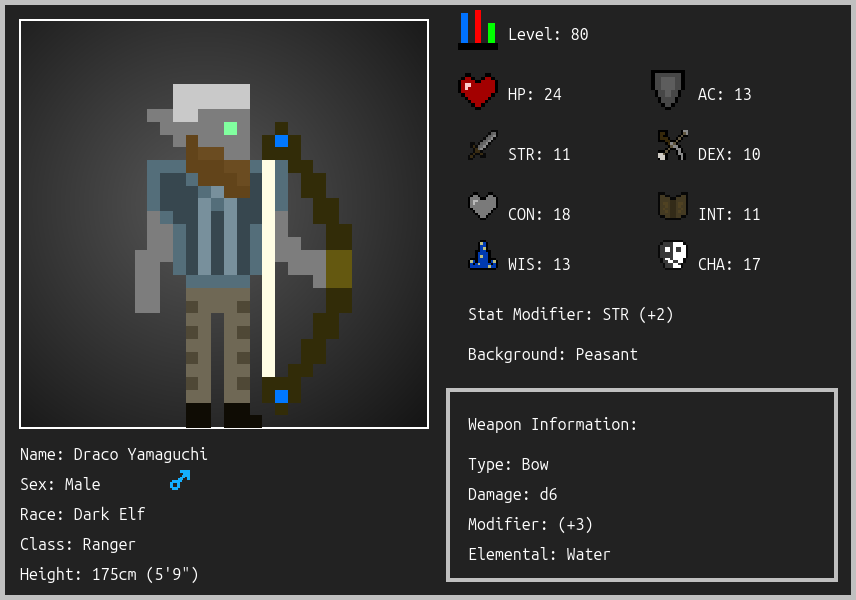 Level: 80
HP: 24
AC: 13
STR: 11
DEX: 10
CON: 18
INT: 11
WIS: 13
CHA: 17
Stat Modifier: STR (+2)
Background: Peasant
Weapon Information:
Type: Bow
Damage: d6
Modifier: (+3)
Elemental: Water
Name: Draco Yamaguchi
Sex: Male
Race: Dark Elf
Class: Ranger
Height: 175cm (5'9")